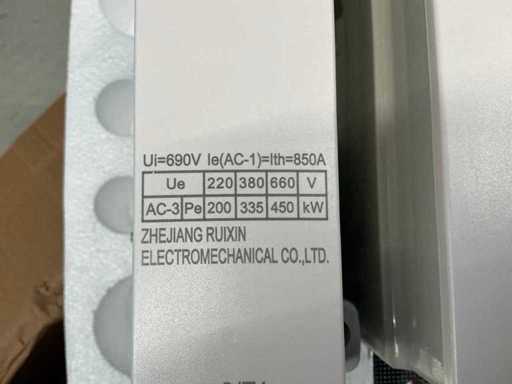 Ui=690V Ie(AC-1)=Ith=850A
Ue 220 380 660 V
AC-3 Pe 200 335 450 kW
ZHEJIANG RUIXIN
ELECTROMECHANICAL CO.,LTD.